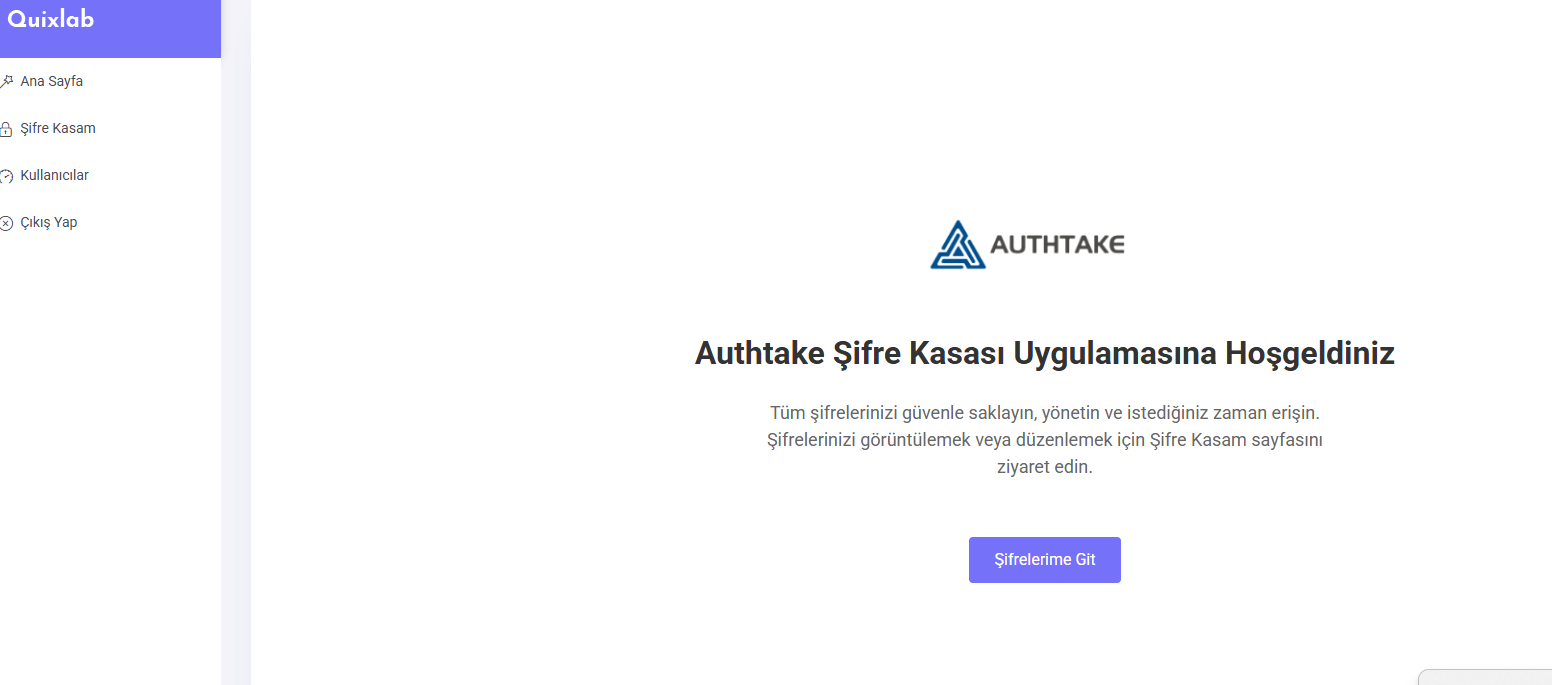 Quixlab
Ana Sayfa
Şifre Kasam
Kullanıcılar
Çıkış Yap
AUTHTAKE
Authtake Şifre Kasası Uygulamasına Hoşgeldiniz
Tüm şifrelerinizi güvenle saklayın, yönetin ve istediğiniz zaman erişin.
Şifrelerinizi görüntülemek veya düzenlemek için Şifre Kasam sayfasını
ziyaret edin.
Şifrelerime Git